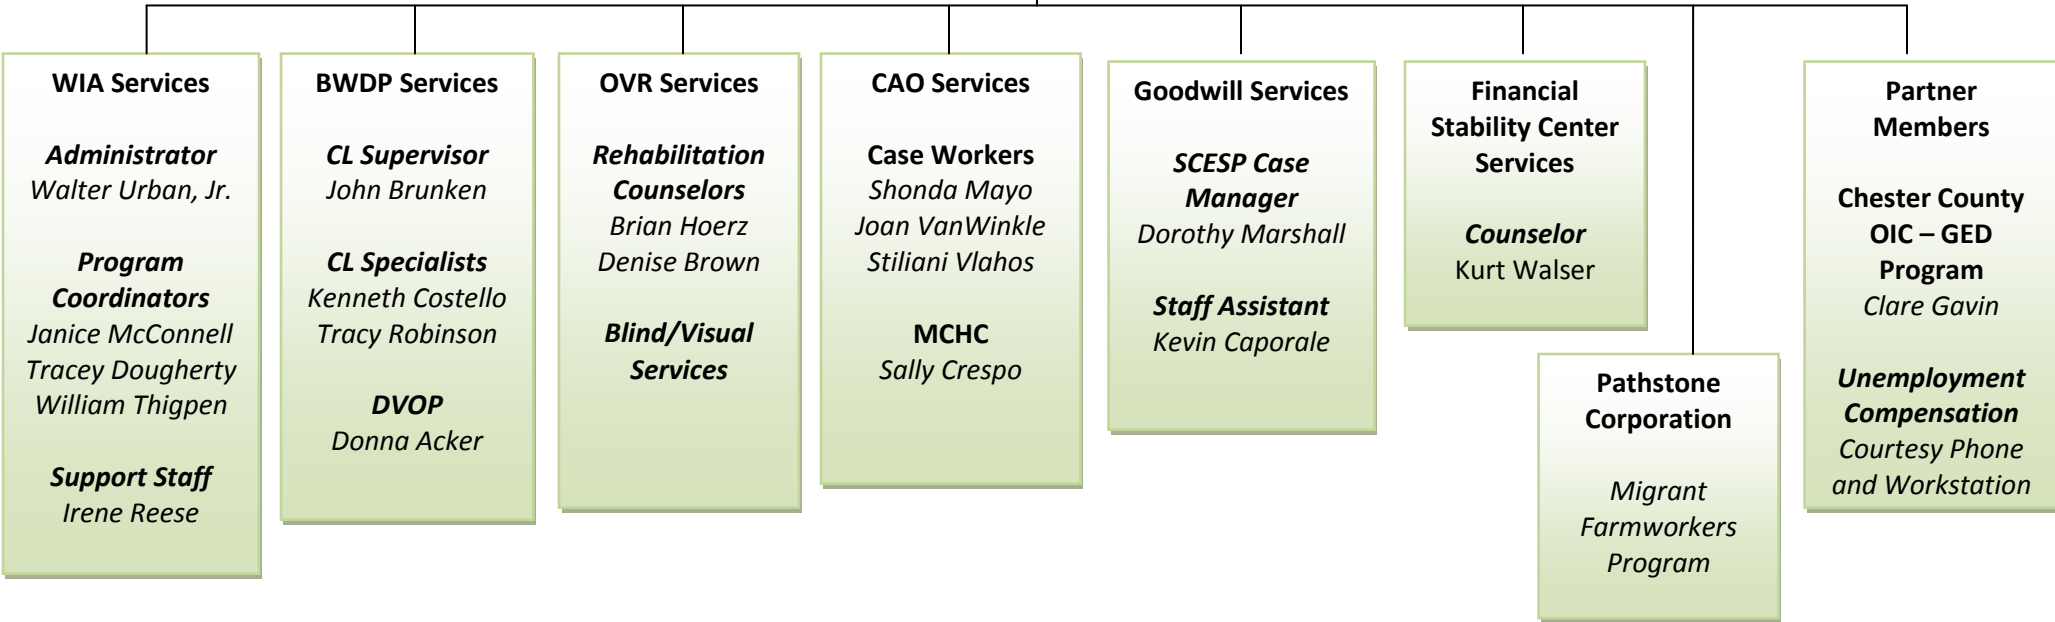 WIA Services
Administrator
Walter Urban, Jr.
Program
Coordinators
Janice McConnell
Tracey Dougherty
William Thigpen
Support Staff
Irene Reese
BWDP Services
CL Supervisor
John Brunken
CL Specialists
Kenneth Costello
Tracy Robinson
DVOP
Donna Acker
OVR Services
Rehabilitation
Counselors
Brian Hoerz
Denise Brown
Blind/Visual
Services
CAO Services
Case Workers
Shonda Mayo
Joan VanWinkle
Stiliani Vlahos
MCHC
Sally Crespo
Goodwill Services
SCESP Case
Manager
Dorothy Marshall
Staff Assistant
Kevin Caporale
Financial
Stability Center
Services
Counselor
Kurt Walser
Pathstone
Corporation
Migrant
Farmworkers
Program
Partner
Members
Chester County
OIC – GED
Program
Clare Gavin
Unemployment
Compensation
Courtesy Phone
and Workstation